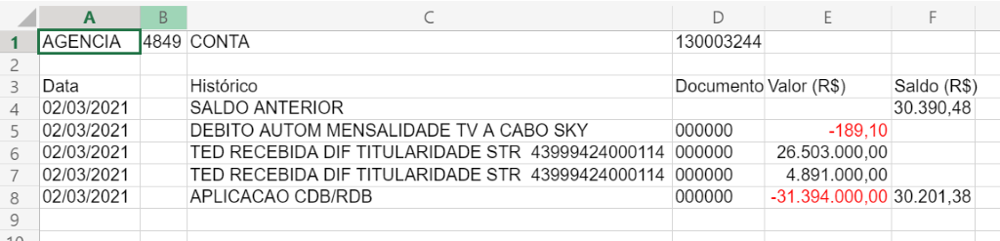 A B C D E F
1 AGENCIA 4849 CONTA 130003244
2
3 Data Histórico Documento Valor (R$) Saldo (R$)
4 02/03/2021 SALDO ANTERIOR 30.390,48
5 02/03/2021 DEBITO AUTOM MENSALIDADE TV A CABO SKY 000000 -189,10
6 02/03/2021 TED RECEBIDA DIF TITULARIDADE STR 43999424000114 000000 26.503.000,00
7 02/03/2021 TED RECEBIDA DIF TITULARIDADE STR 43999424000114 000000 4.891.000,00
8 02/03/2021 APLICACAO CDB/RDB 000000 -31.394.000,00 30.201,38
9